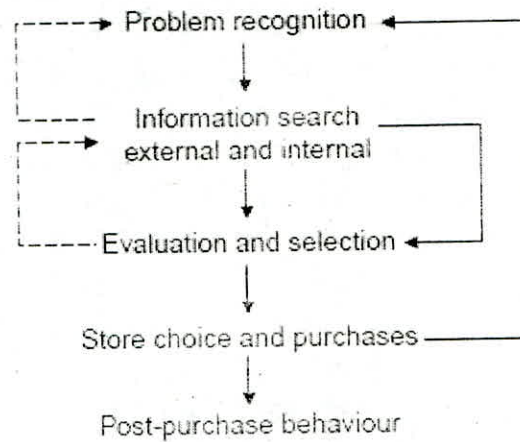 Problem recognition
Information search
external and internal
Evaluation and selection
Store choice and purchases
Post-purchase behaviour